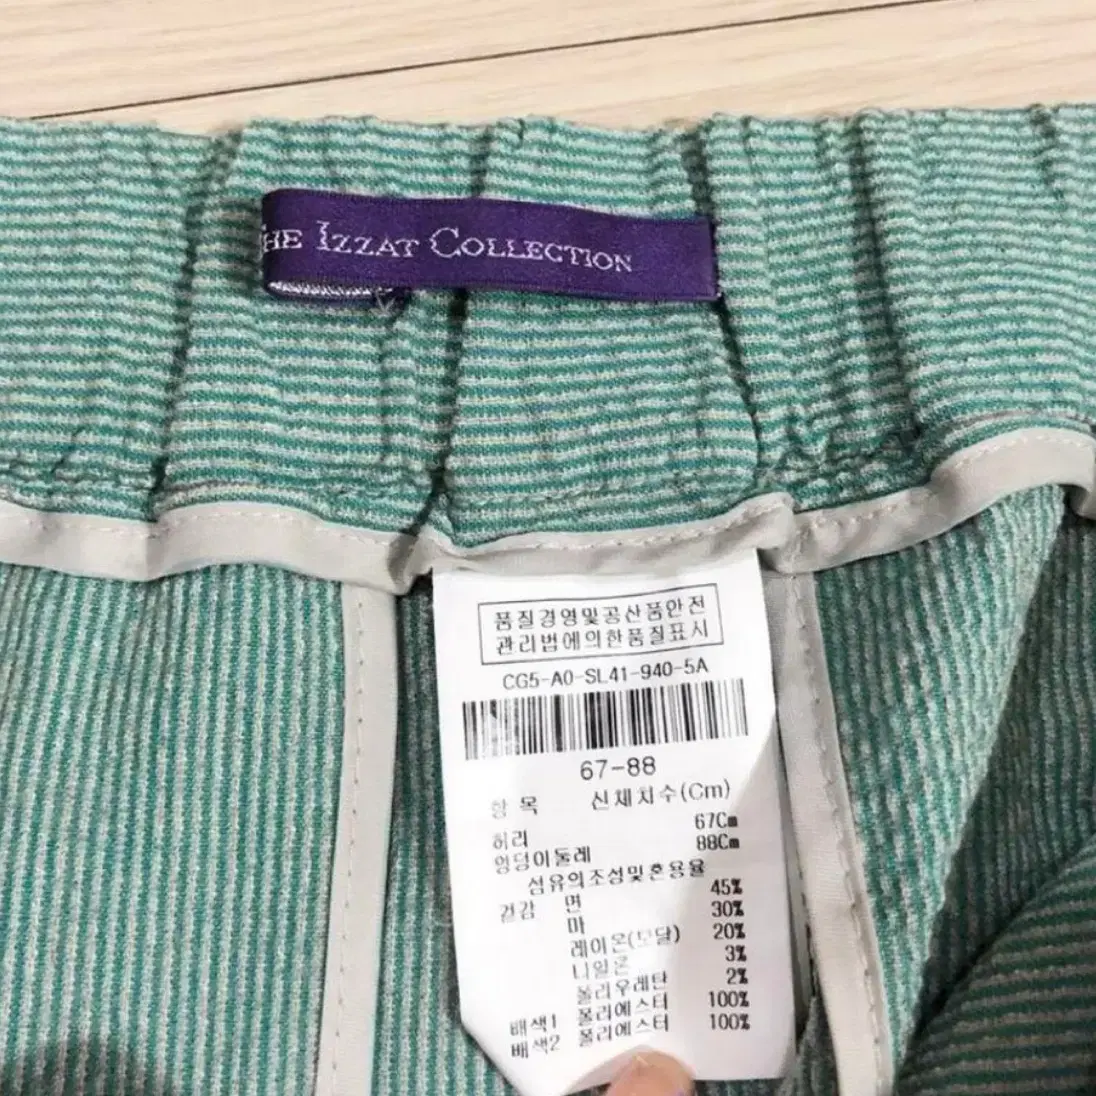 HE IZZAT COLLECTION
품질경영및공산품안전
관리법에의한품질표시
CG5-A0-SL41-940-5A
67-88
항 목 신체치수(Cm)
허리 67Cm
엉덩이둘레 88Cm
섬유의조성및혼용율
겉감 면 45%
마 30%
레이온(모달) 20%
니일론 3%
폴리우레탄 2%
배색1 폴리에스터 100%
배색2 폴리에스터 100%